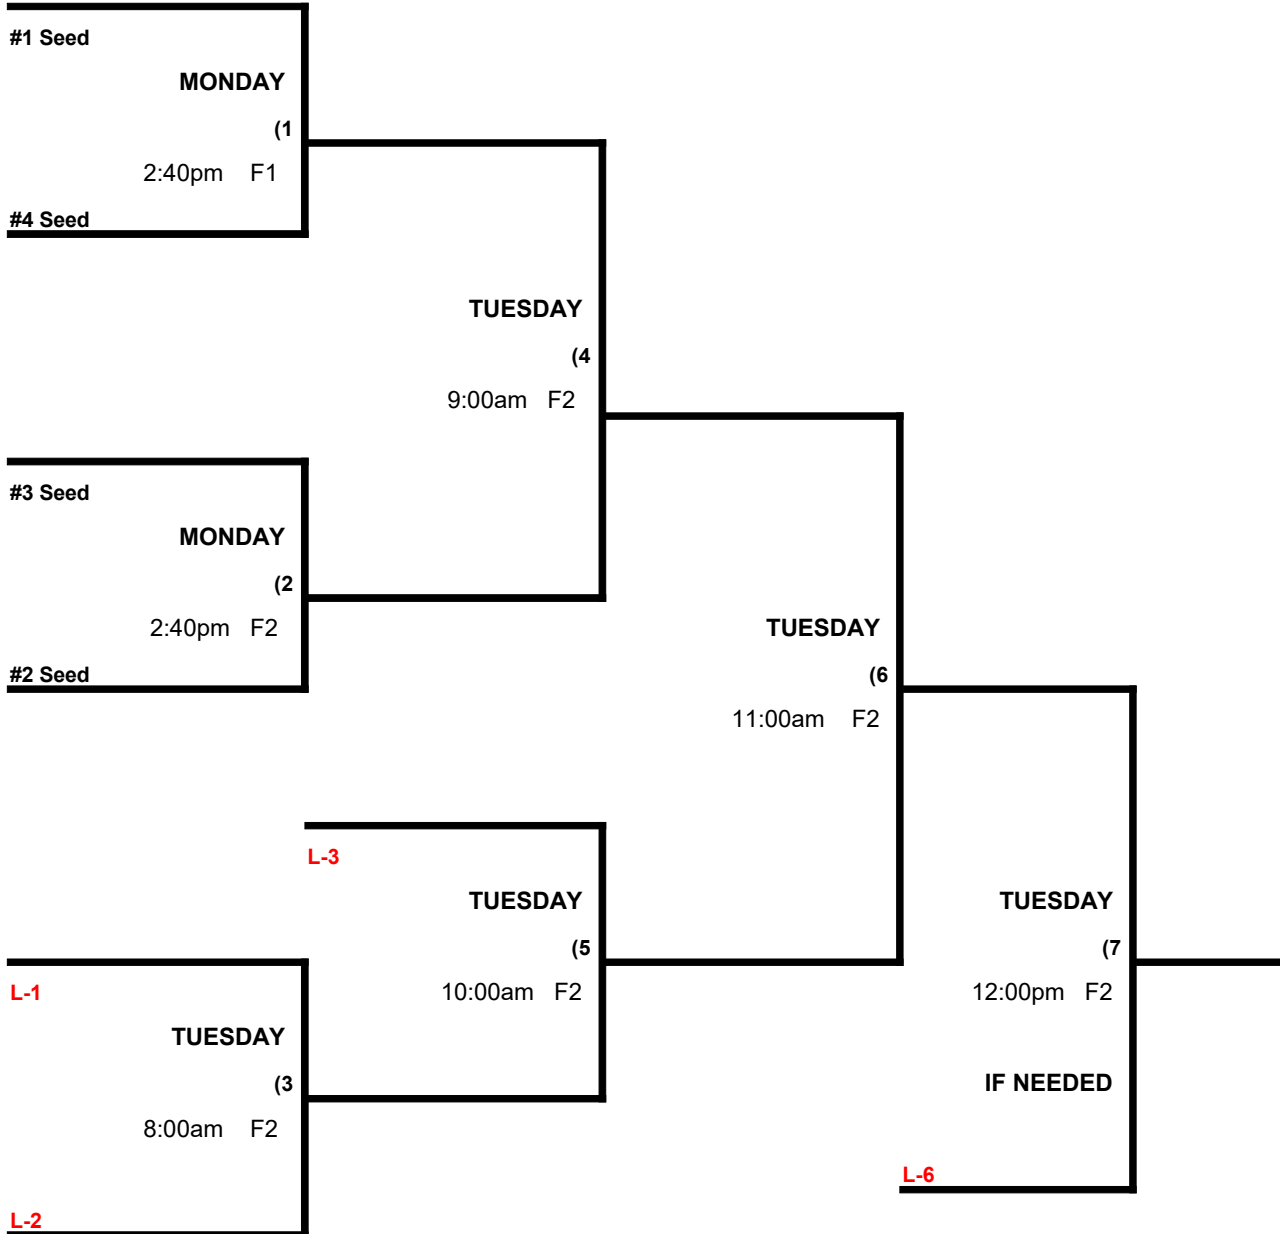 #1 Seed
MONDAY
(1
2:40pm F1
#4 Seed
TUESDAY
(4
9:00am F2
#3 Seed
MONDAY
(2
2:40pm F2
#2 Seed
TUESDAY
(6
11:00am F2
L-3
TUESDAY
(5
10:00am F2
L-1
TUESDAY
(3
8:00am F2
L-2
TUESDAY
(7
12:00pm F2
IF NEEDED
L-6